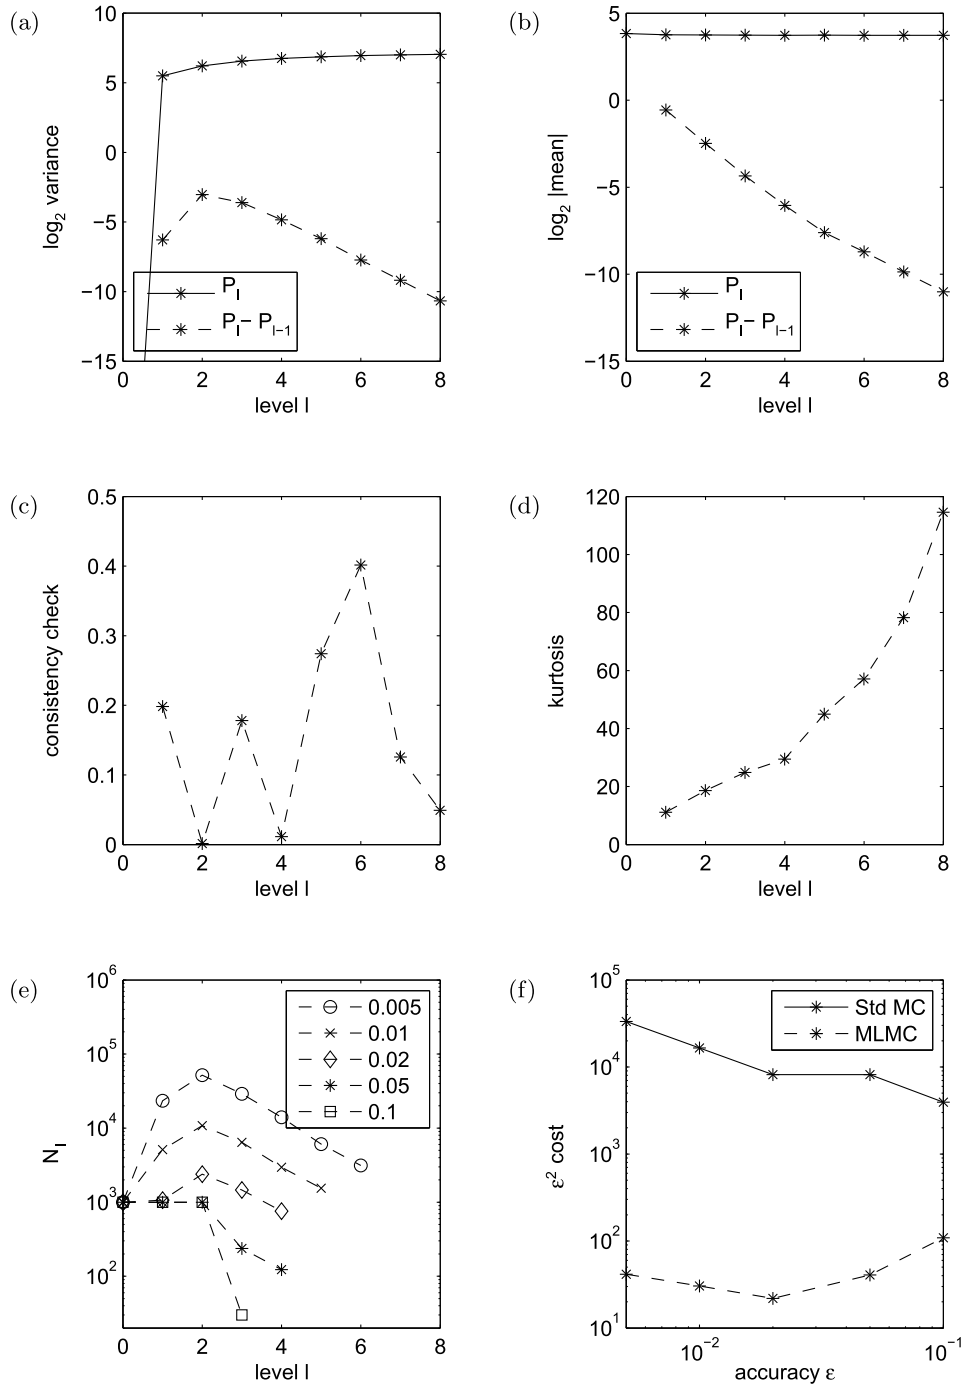 (a)
10
5
0
−5
−10
−15
log2 variance
P_l
P_l − P_l−1
0 2 4 6 8
level l
(b)
5
0
−5
−10
−15
log2 |mean|
P_l
P_l − P_l−1
0 2 4 6 8
level l
(c)
0.5
0.4
0.3
0.2
0.1
0
consistency check
0 2 4 6 8
level l
(d)
120
100
80
60
40
20
0
kurtosis
0 2 4 6 8
level l
(e)
10^6
10^5
10^4
10^3
10^2
N_l
0.005
0.01
0.02
0.05
0.1
0 2 4 6 8
level l
(f)
10^5
10^4
10^3
10^2
10^1
ε^2 cost
Std MC
MLMC
10^−2 10^−1
accuracy ε